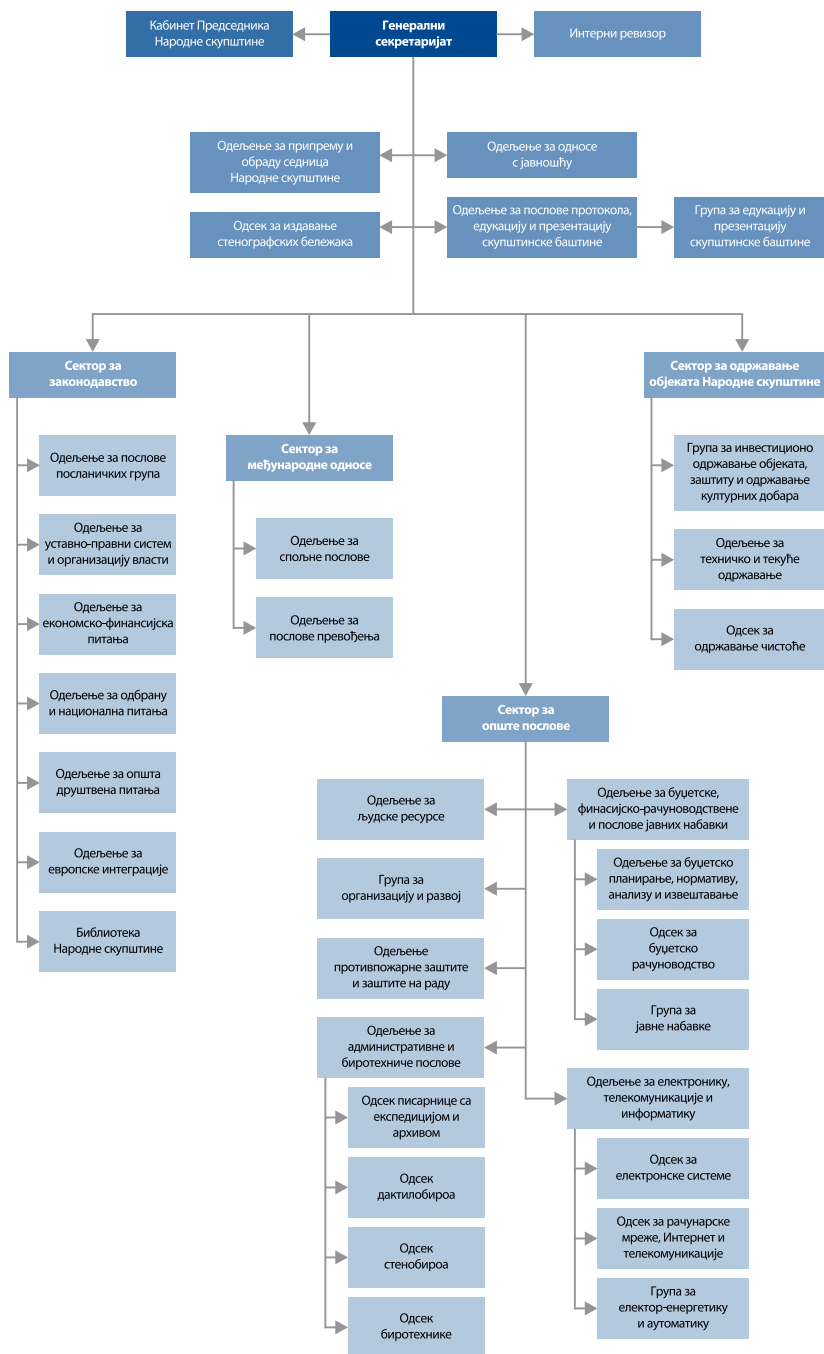 Кабинет Председника
Народне скупштине
Генерални
секретаријат
Интерни ревизор
Одељење за припрему и
обраду седница
Народне скупштине
Одељење за односе
с јавношћу
Одсек за издавање
стенографских бележака
Одељење за послове протокола,
едукацију и презентацију
скупштинске баштине
Група за едукацију и
презентацију
скупштинске баштине
Сектор за
законодавство
Одељење за послове
посланичких група
Одељење за
уставно-правни систем
и организацију власти
Одељење за
економско-финансијска
питања
Одељење за одбрану
и национална питања
Одељење за општа
друштвена питања
Одељење за
европске интеграције
Библиотека
Народне скупштине
Сектор за
међународне односе
Одељење за
спољне послове
Одељење за
послове превођења
Сектор за одржавање
објеката Народне скупштине
Група за инвестиционо
одржавање објеката,
заштиту и одржавање
културних добара
Одељење за
техничко и текуће
одржавање
Одсек за
одржавање чистоће
Сектор за
опште послове
Одељење за
људске ресурсе
Група за
организацију и развој
Одељење
противпожарне заштите
и заштите на раду
Одељење за
административне и
биротехниче послове
Одсек писарнице са
експедицијом и
архивом
Одсек
дактилобироа
Одсек
стенобироа
Одсек
биротехнике
Одељење за буџетске,
финасијско-рачуноводствене
и послове јавних набавки
Одељење за буџетско
планирање, нормативу,
анализу и извештавање
Одсек за
буџетско
рачуноводство
Група за
јавне набавке
Одељење за електронику,
телекомуникације и
информатику
Одсек за
електронске системе
Одсек за рачунарске
мреже, Интернет и
телекомуникације
Група за
електор-енергетику
и аутоматику